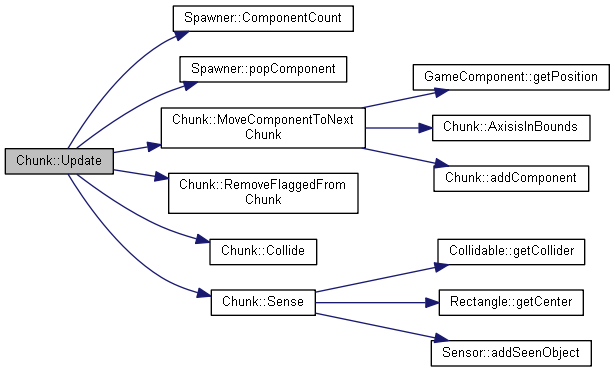 Chunk::Update
Spawner::ComponentCount
Spawner::popComponent
Chunk::MoveComponentToNext
Chunk
Chunk::RemoveFlaggedFrom
Chunk
Chunk::Collide
Chunk::Sense
GameComponent::getPosition
Chunk::AxisisInBounds
Chunk::addComponent
Collidable::getCollider
Rectangle::getCenter
Sensor::addSeenObject